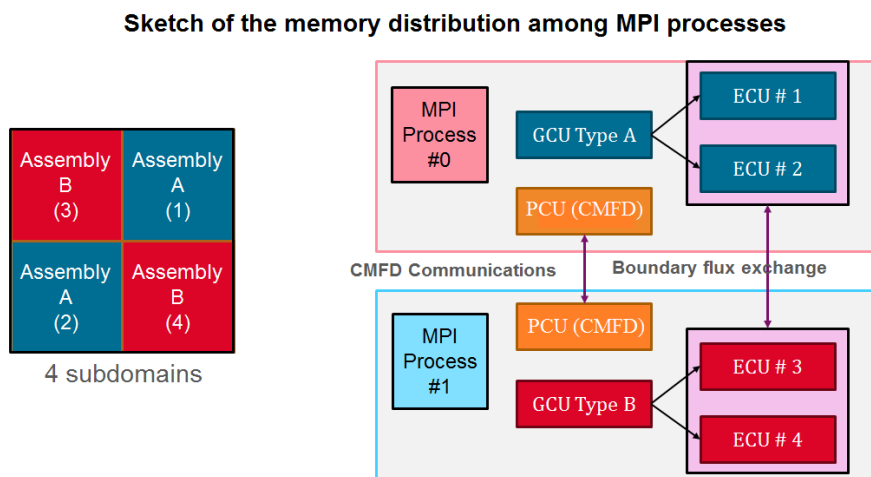 Sketch of the memory distribution among MPI processes
Assembly
B
(3)
Assembly
A
(1)
Assembly
A
(2)
Assembly
B
(4)
4 subdomains
MPI
Process
#0
GCU Type A
ECU # 1
ECU # 2
PCU (CMFD)
CMFD Communications
Boundary flux exchange
MPI
Process
#1
PCU (CMFD)
GCU Type B
ECU # 3
ECU # 4